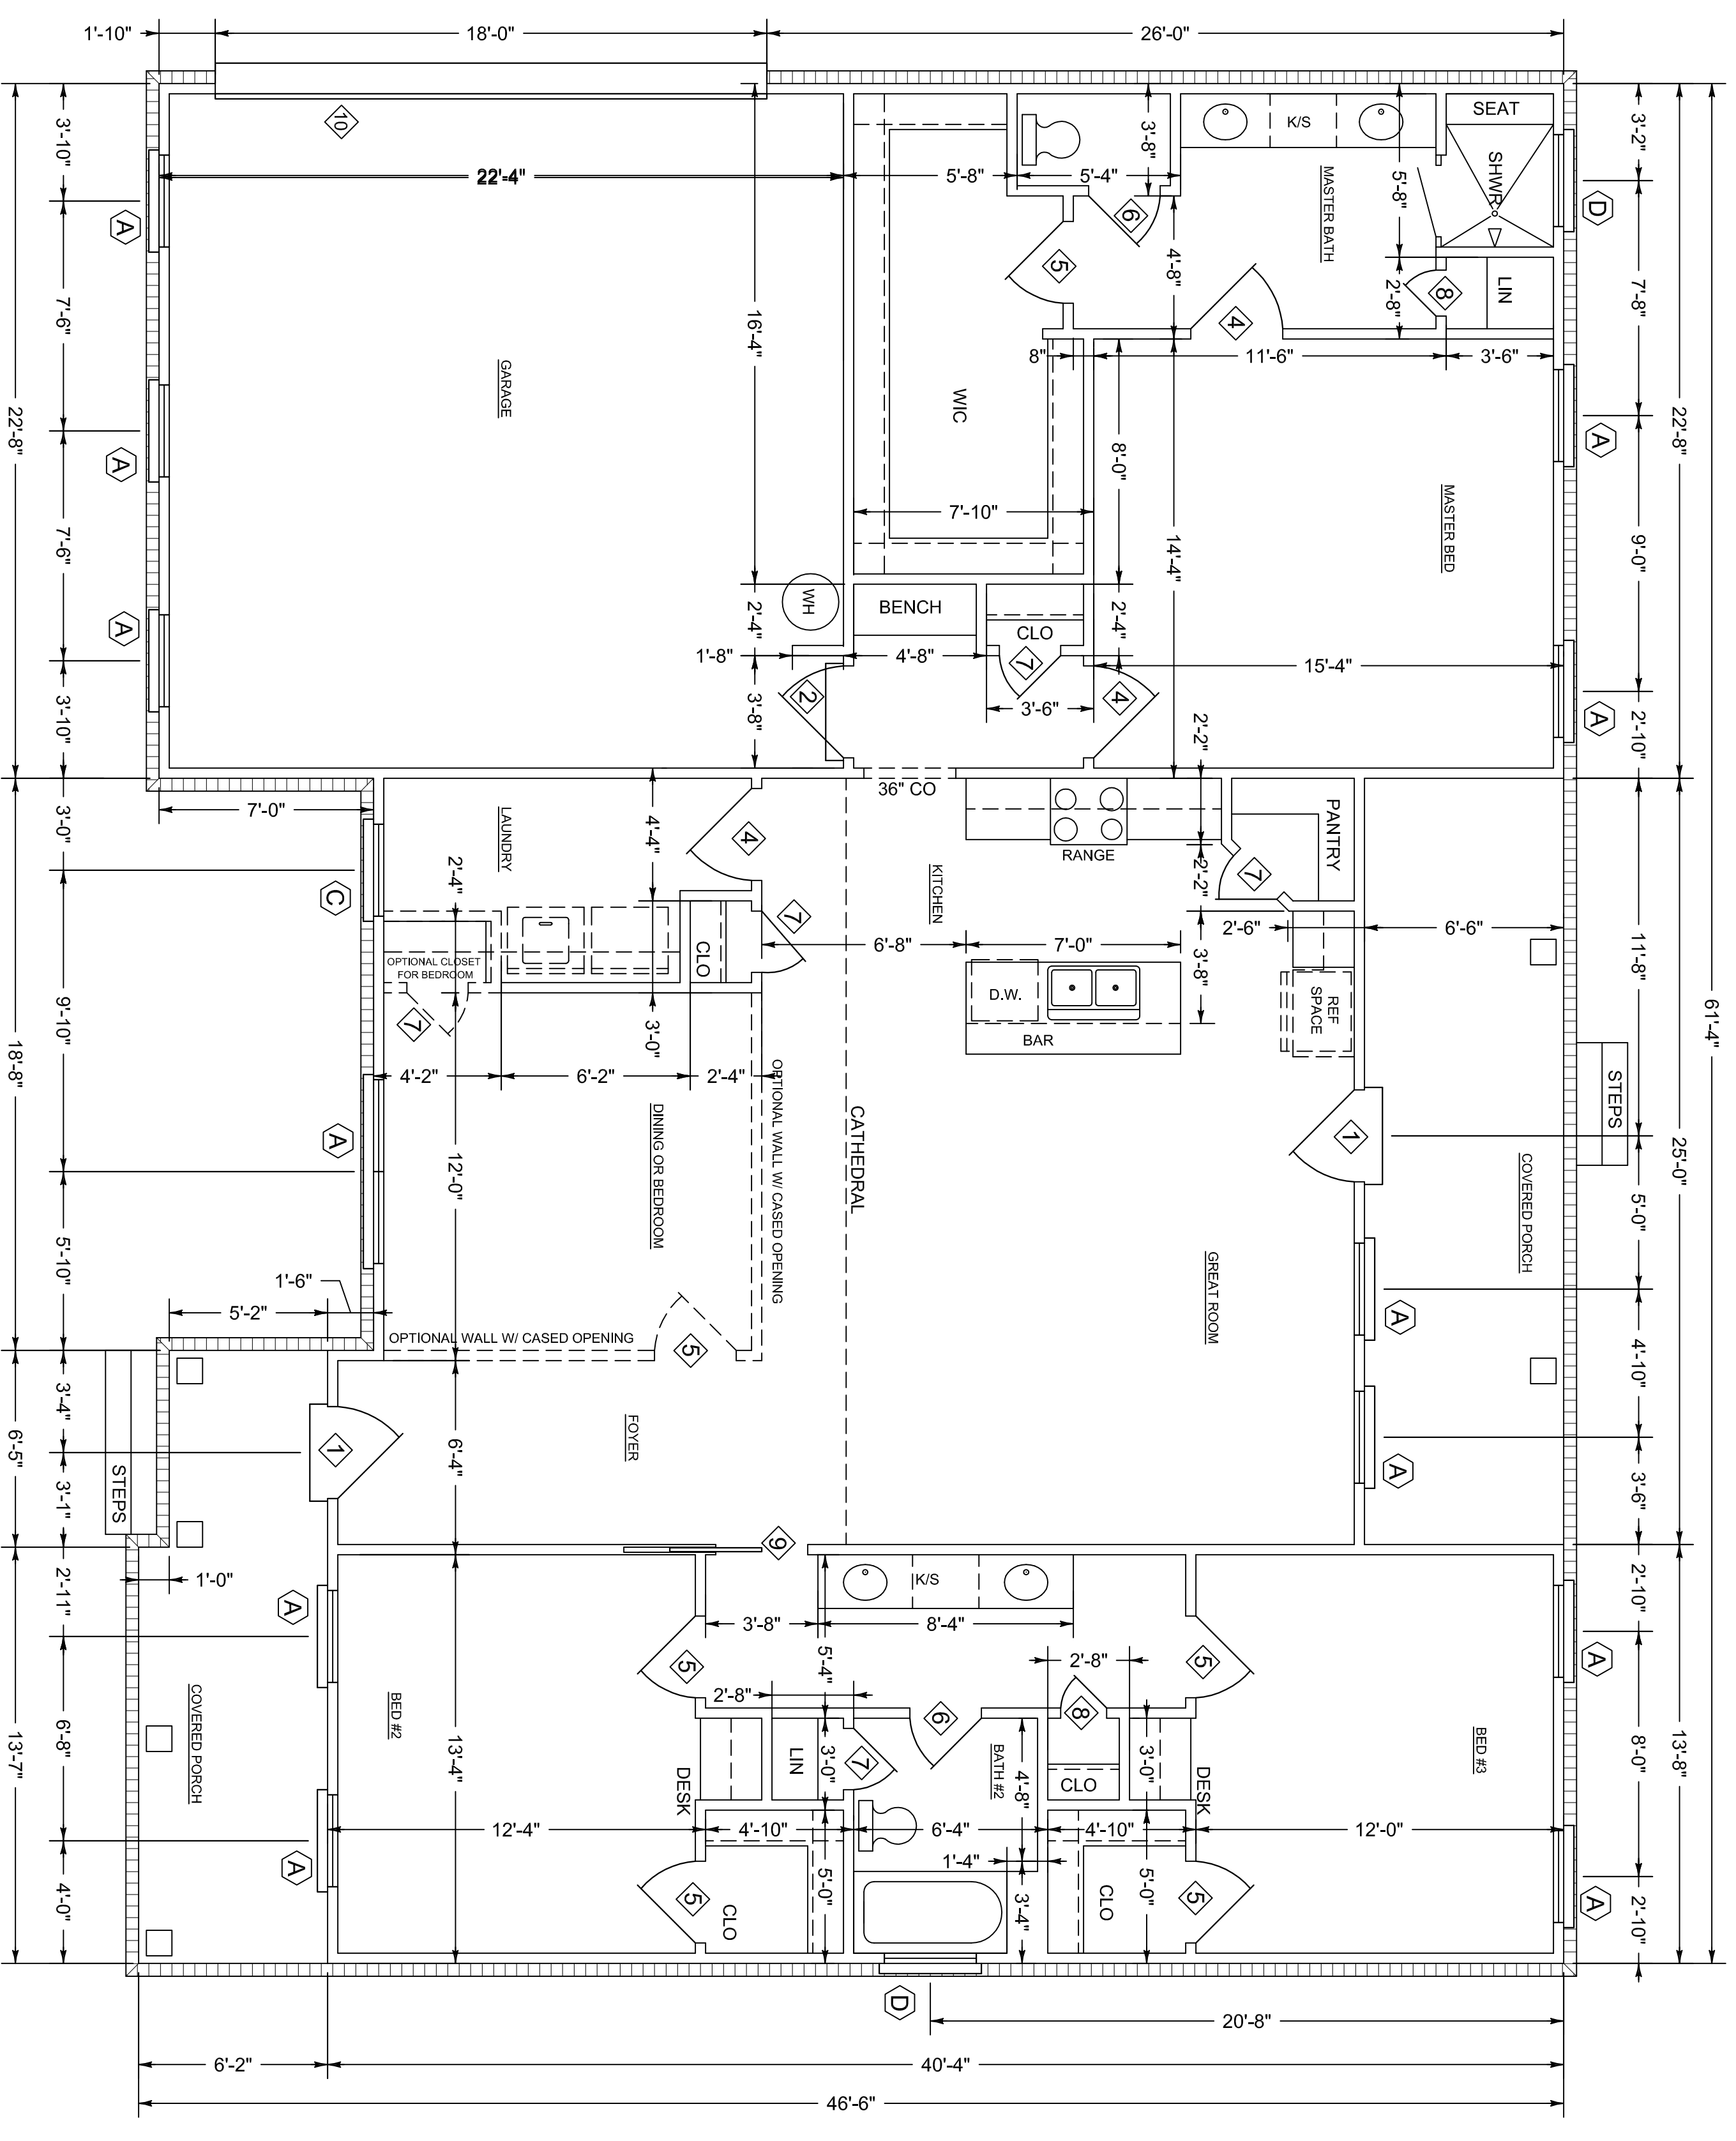 1'-10"
18'-0"
26'-0"
3'-10"
7'-6"
7'-6"
3'-10"
22'-8"
3'-0"
9'-10"
5'-10"
18'-8"
3'-4"
3'-1"
6'-5"
2'-11"
6'-8"
4'-0"
13'-7"
A
A
A
10
22'-4"
GARAGE
16'-4"
2'-4"
3'-8"
1'-8"
WH
2
5'-8"
5'-4"
3'-8"
6
5
4'-8"
WIC
7'-10"
8'-0"
14'-4"
BENCH
CLO
7
2'-4"
4'-8"
3'-6"
4
K/S
MASTER BATH
SEAT
SHWR
5'-8"
2'-8"
8
LIN
4
8"
11'-6"
3'-6"
MASTER BED
15'-4"
D
A
A
3'-2"
7'-8"
9'-0"
2'-10"
22'-8"
61'-4"
7'-0"
C
LAUNDRY
4'-4"
4
7
2'-4"
OPTIONAL CLOSET
FOR BEDROOM
7
CLO
3'-0"
4'-2"
6'-2"
2'-4"
A
12'-0"
DINING OR BEDROOM
OPTIONAL WALL W/ CASED OPENING
OPTIONAL WALL W/ CASED OPENING
5
1'-6"
5'-2"
36" CO
RANGE
KITCHEN
2'-2"
2'-2"
3'-8"
PANTRY
7
2'-6"
6'-6"
6'-8"
7'-0"
D.W.
BAR
REF
SPACE
CATHEDRAL
GREAT ROOM
1
COVERED PORCH
STEPS
A
A
11'-8"
5'-0"
4'-10"
3'-6"
25'-0"
STEPS
1
FOYER
6'-4"
1'-0"
9
K/S
3'-8"
8'-4"
5'-4"
5
5
2'-8"
2'-8"
8
6
7
LIN
3'-0"
BATH #2
4'-8"
CLO
3'-0"
DESK
DESK
A
A
COVERED PORCH
BED #2
13'-4"
12'-4"
4'-10"
6'-4"
4'-10"
12'-0"
1'-4"
3'-4"
5'-0"
5'-0"
5
5
CLO
CLO
BED #3
A
A
2'-10"
8'-0"
2'-10"
13'-8"
D
20'-8"
6'-2"
40'-4"
46'-6"